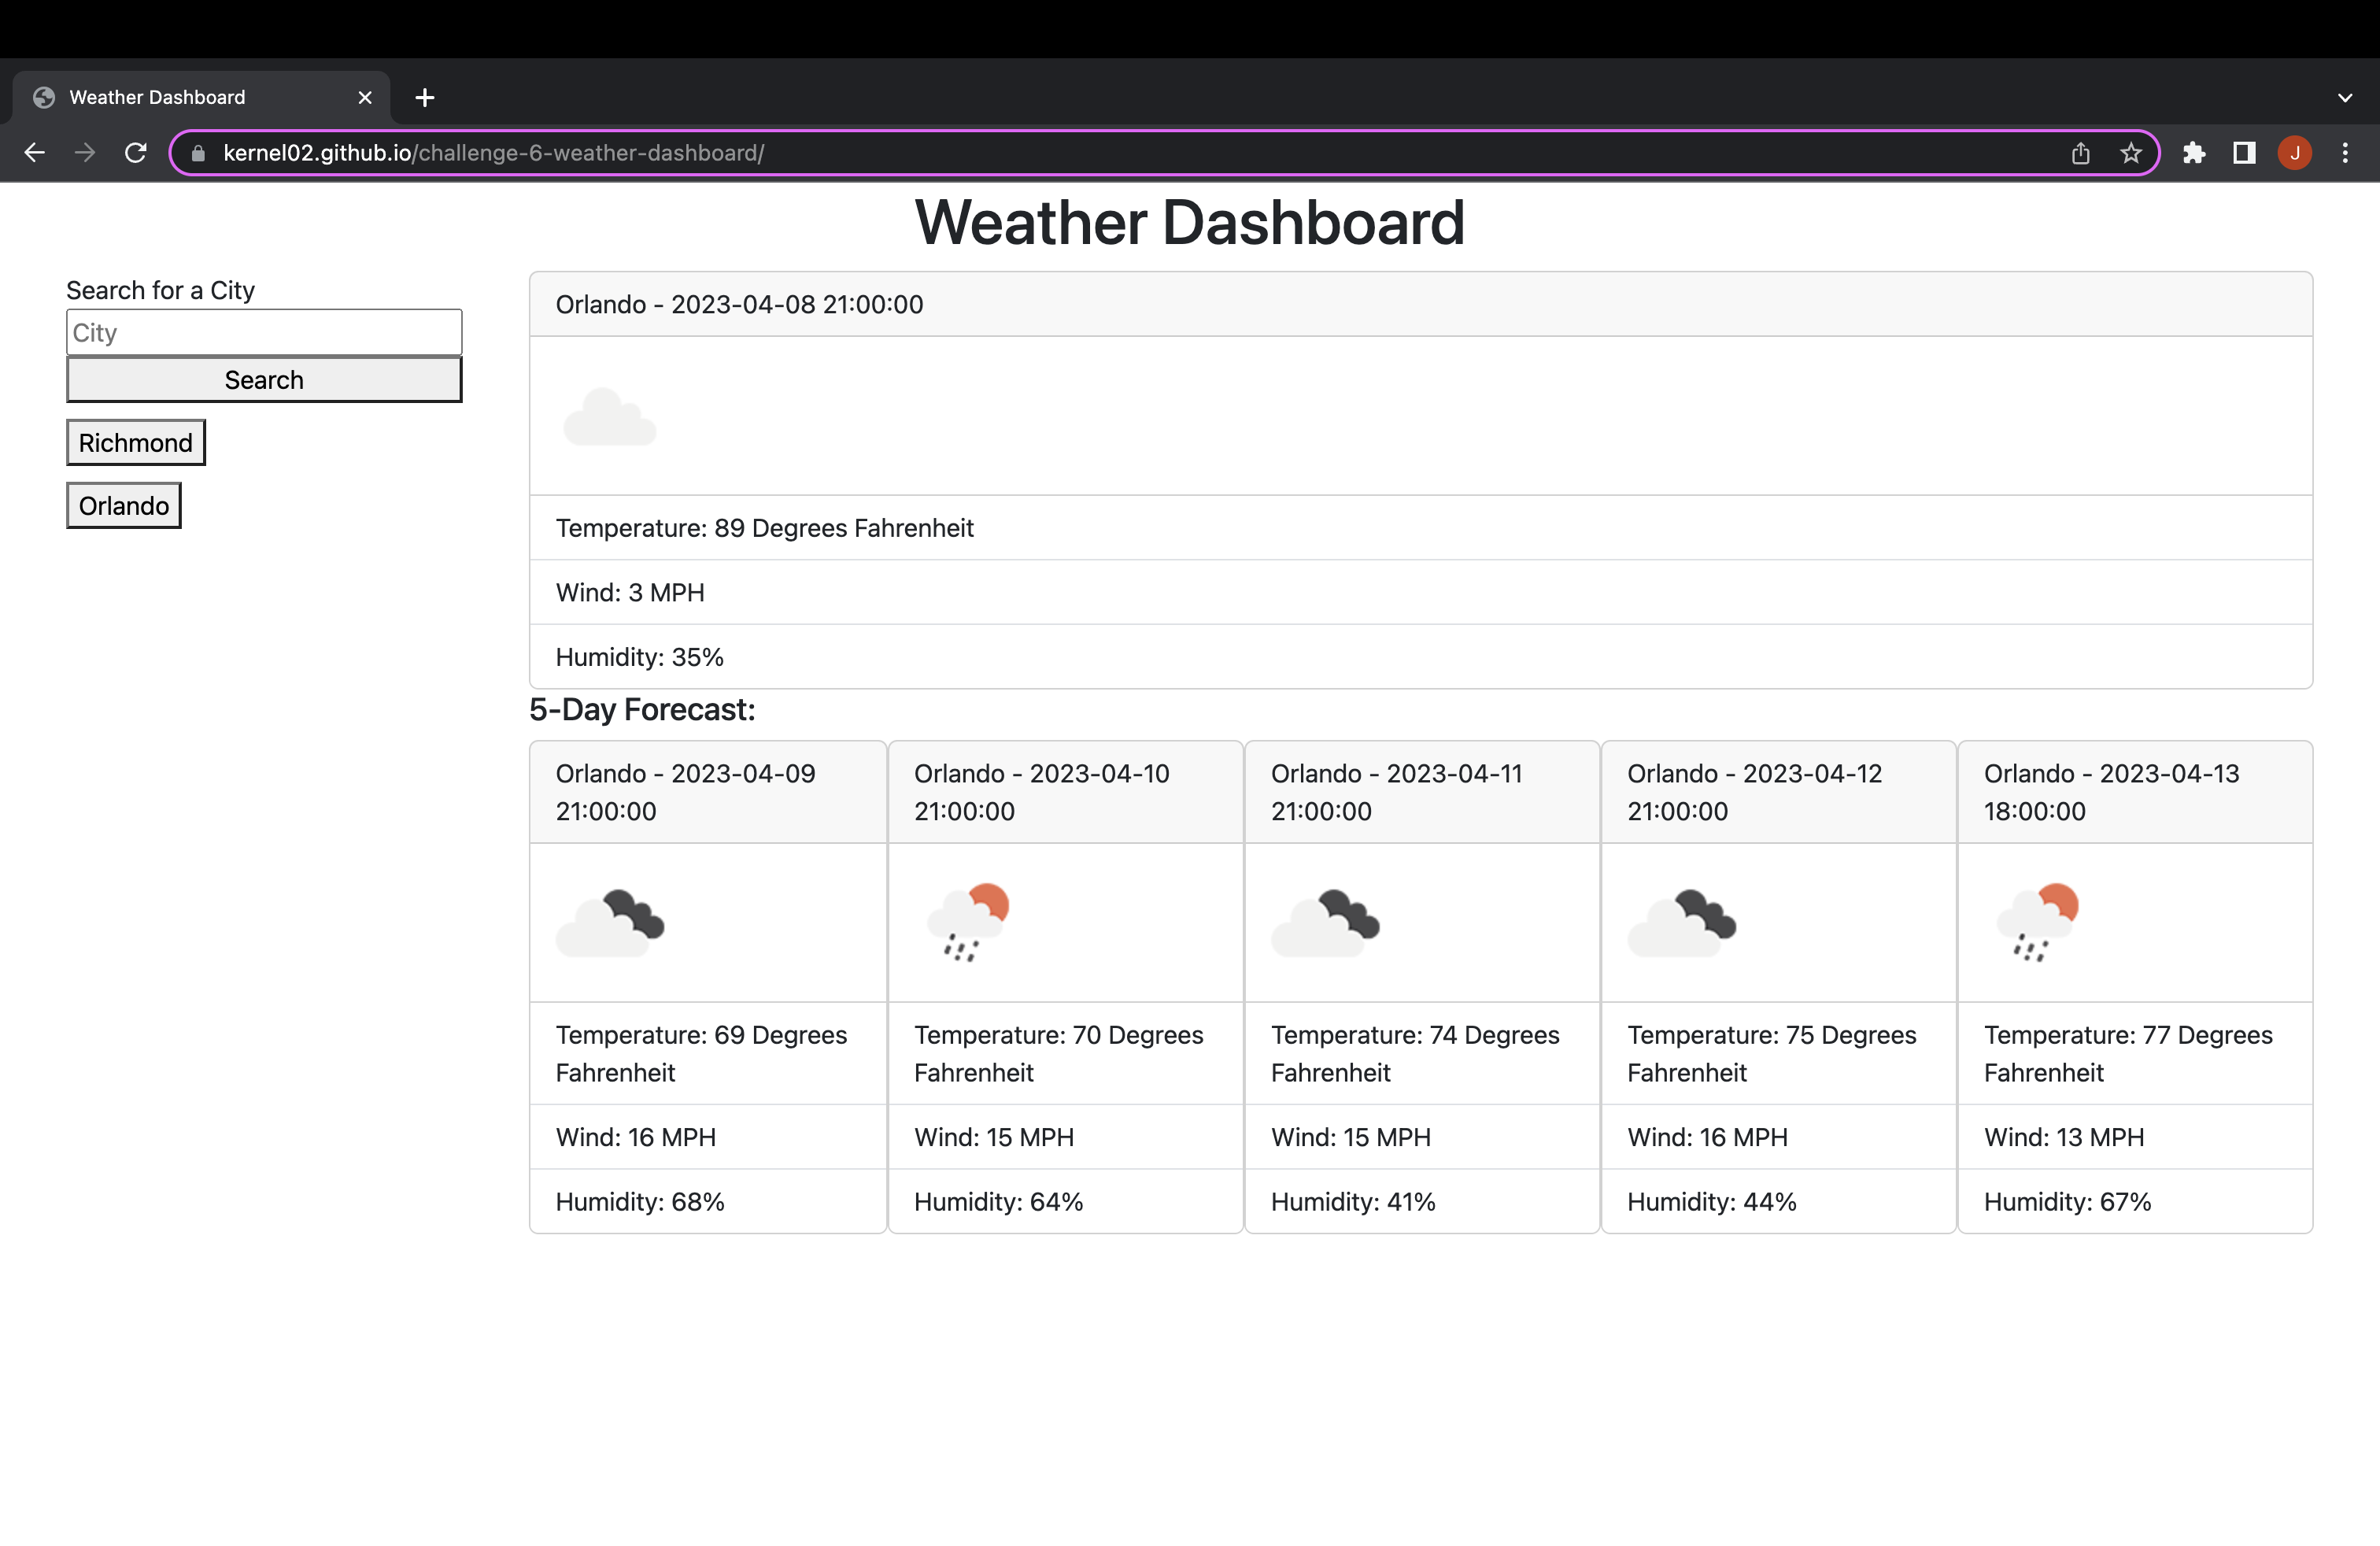 Weather Dashboard
kernel02.github.io/challenge-6-weather-dashboard/
J
Weather Dashboard
Search for a City
City
Search
Richmond
Orlando
Orlando - 2023-04-08 21:00:00
Temperature: 89 Degrees Fahrenheit
Wind: 3 MPH
Humidity: 35%
5-Day Forecast:
Orlando - 2023-04-09
21:00:00
Temperature: 69 Degrees
Fahrenheit
Wind: 16 MPH
Humidity: 68%
Orlando - 2023-04-10
21:00:00
Temperature: 70 Degrees
Fahrenheit
Wind: 15 MPH
Humidity: 64%
Orlando - 2023-04-11
21:00:00
Temperature: 74 Degrees
Fahrenheit
Wind: 15 MPH
Humidity: 41%
Orlando - 2023-04-12
21:00:00
Temperature: 75 Degrees
Fahrenheit
Wind: 16 MPH
Humidity: 44%
Orlando - 2023-04-13
18:00:00
Temperature: 77 Degrees
Fahrenheit
Wind: 13 MPH
Humidity: 67%